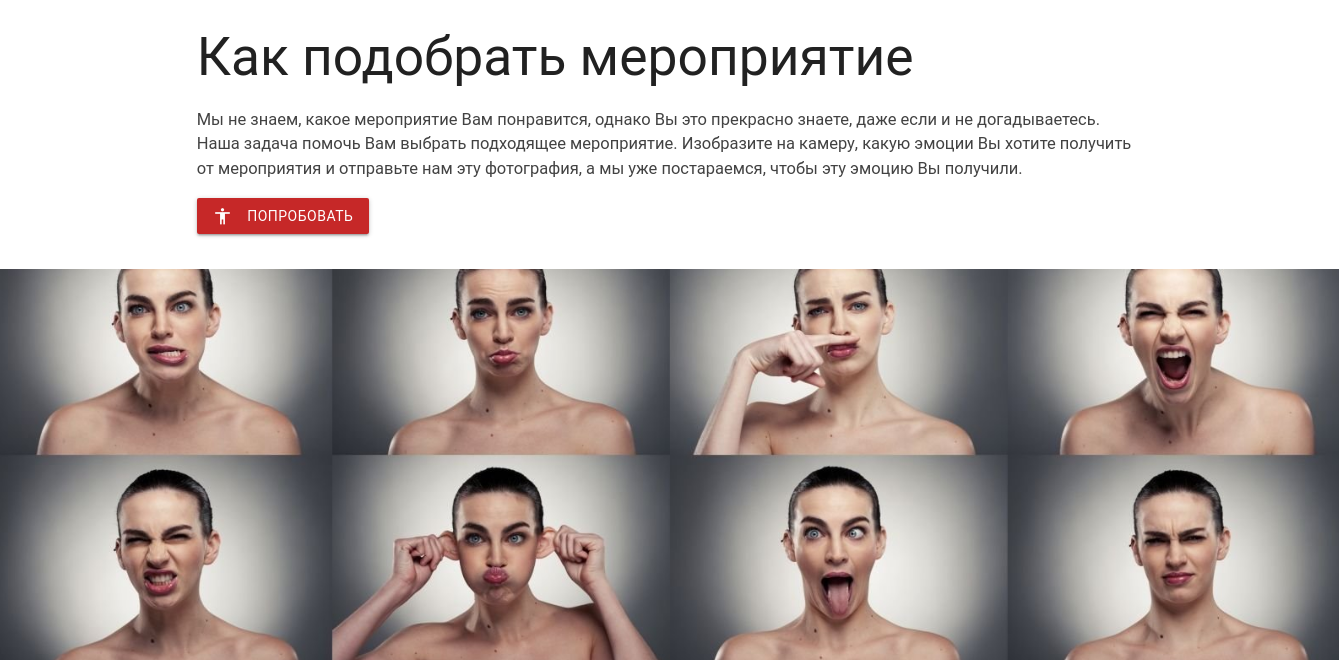 Как подобрать мероприятие
Мы не знаем, какое мероприятие Вам понравится, однако Вы это прекрасно знаете, даже если и не догадываетесь.
Наша задача помочь Вам выбрать подходящее мероприятие. Изобразите на камеру, какую эмоции Вы хотите получить
от мероприятия и отправьте нам эту фотография, а мы уже постараемся, чтобы эту эмоцию Вы получили.
ПОПРОБОВАТЬ